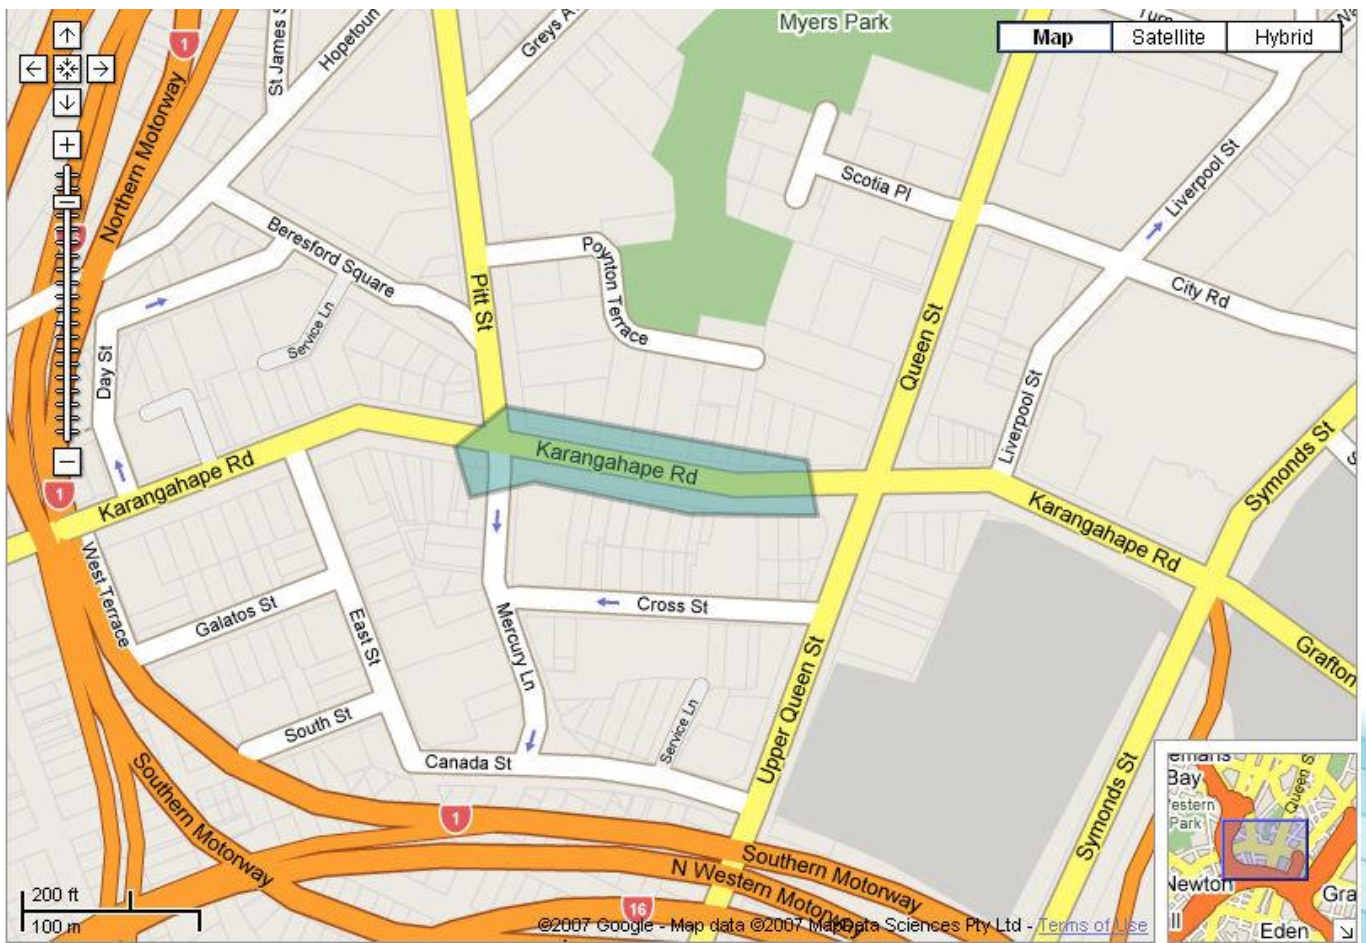 Myers Park
Map
Satellite
Hybrid
1
St James S
Hopetoun
Greys A
Northern Motorway
Scotia Pl
Liverpool St
Beresford Square
Poynton Terrace
Pitt St
City Rd
Service Ln
Queen St
Day St
Liverpool St
Karangahape Rd
Symonds St
Karangahape Rd
1
Karangahape Rd
West Terrace
Galatos St
East St
Mercury Ln
Cross St
Grafton
Upper Queen St
South St
Service Ln
Canada St
Southern Motorway
1
Symonds St
Bay
Queen S
estern
Park
Newton
Gra
Eden
Southern Motorway
N Western Motorway
16
200 ft
100 m
©2007 Google - Map data ©2007 MapData Sciences Pty Ltd - Terms of Use